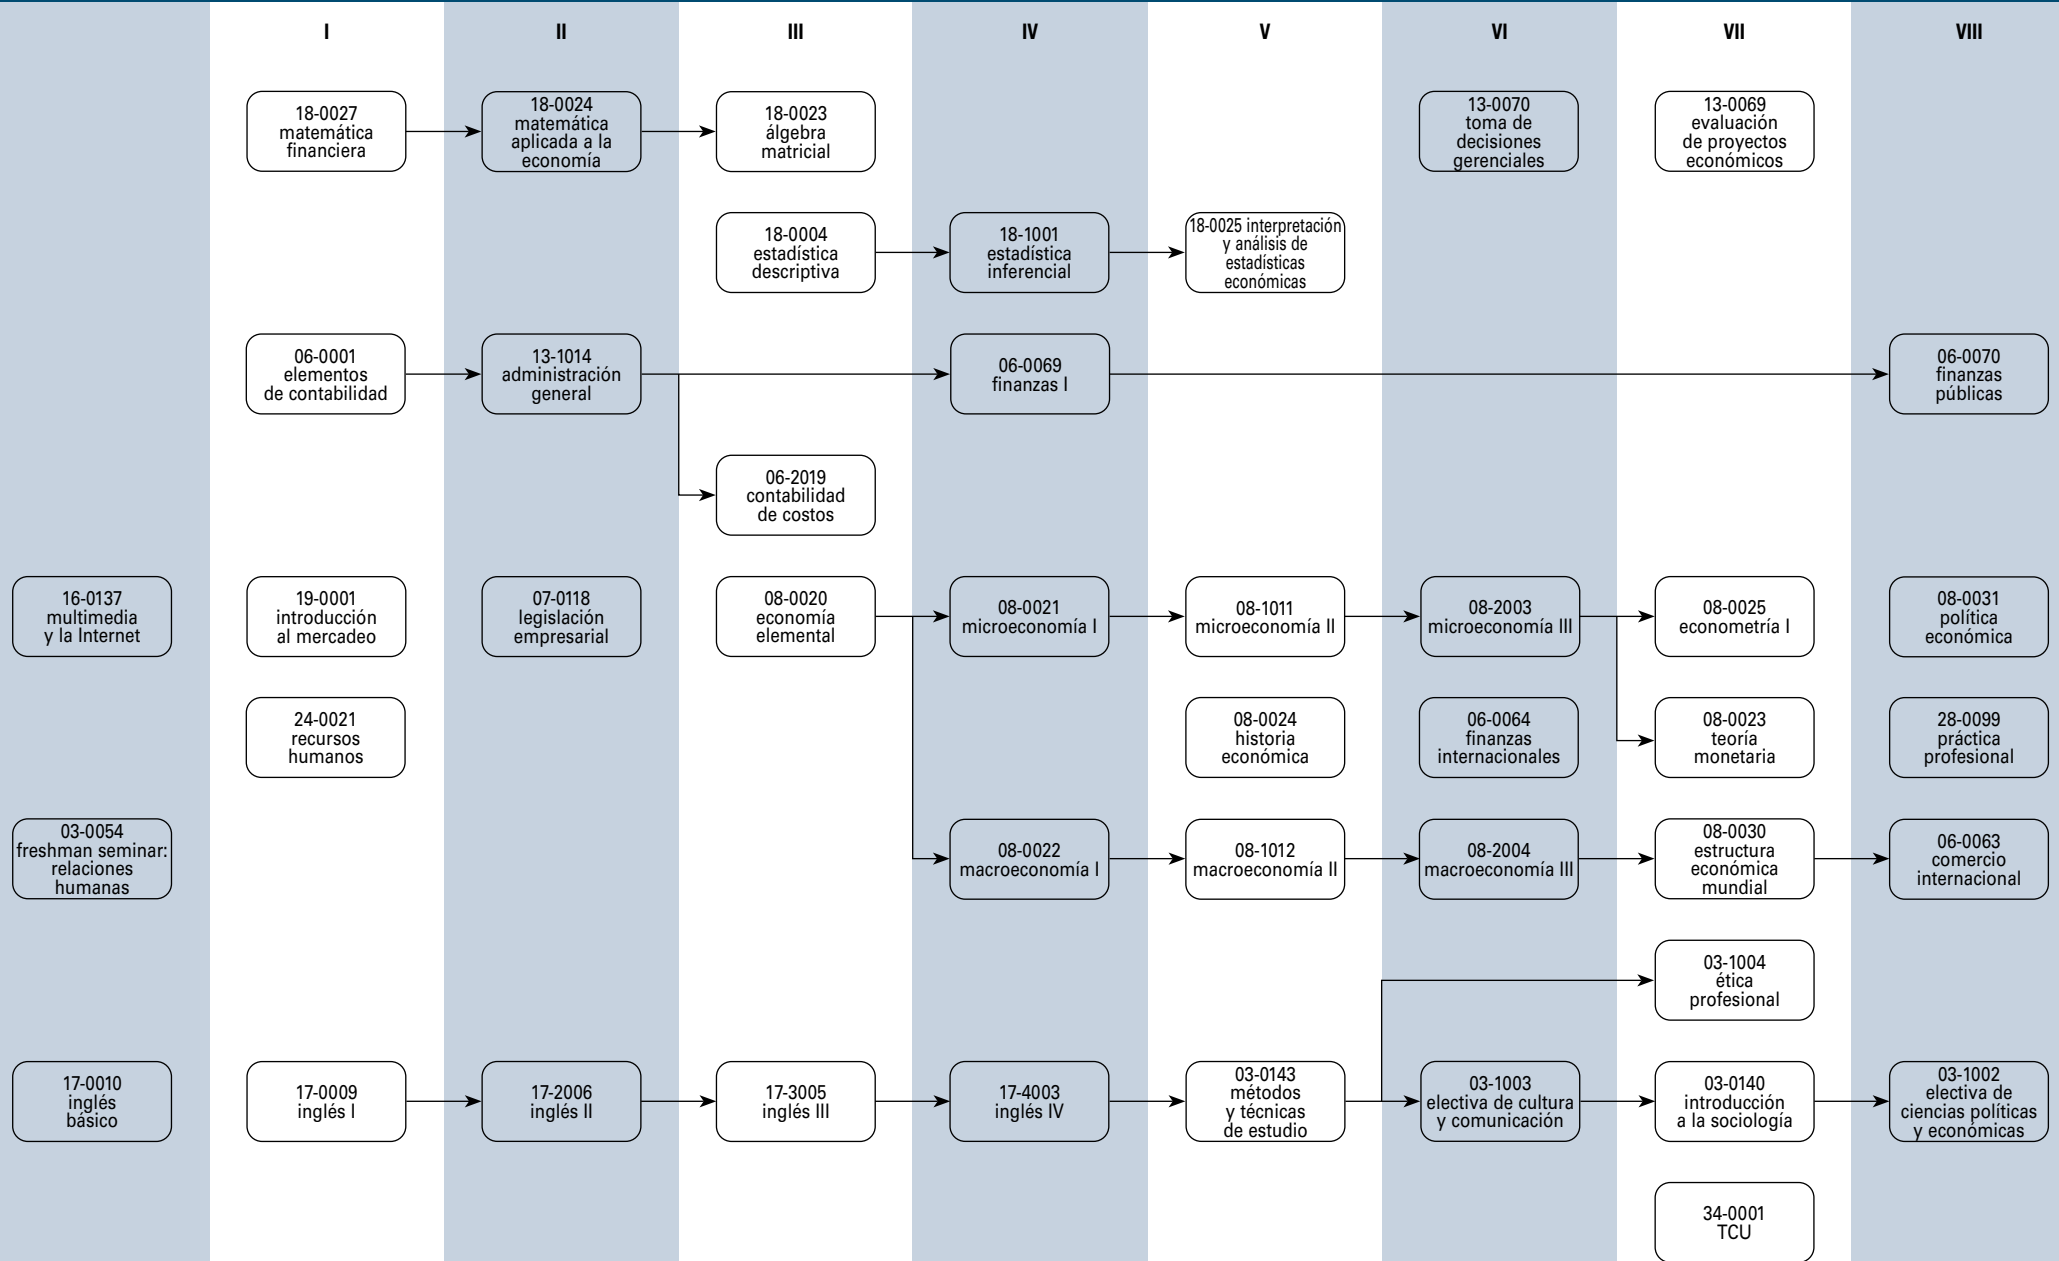 I
II
III
IV
V
VI
VII
VIII
18-0027
matemática
financiera
18-0024
matemática
aplicada a la
economía
18-0023
álgebra
matricial
13-0070
toma de
decisiones
gerenciales
13-0069
evaluación
de proyectos
económicos
18-0004
estadística
descriptiva
18-1001
estadística
inferencial
18-0025 interpretación
y análisis de
estadísticas
económicas
06-0001
elementos
de contabilidad
13-1014
administración
general
06-0069
finanzas I
06-0070
finanzas
públicas
06-2019
contabilidad
de costos
16-0137
multimedia
y la Internet
19-0001
introducción
al mercadeo
07-0118
legislación
empresarial
08-0020
economía
elemental
08-0021
microeconomía I
08-1011
microeconomía II
08-2003
microeconomía III
08-0025
econometría I
08-0031
política
económica
24-0021
recursos
humanos
08-0024
historia
económica
06-0064
finanzas
internacionales
08-0023
teoría
monetaria
28-0099
práctica
profesional
03-0054
freshman seminar:
relaciones
humanas
08-0022
macroeconomía I
08-1012
macroeconomía II
08-2004
macroeconomía III
08-0030
estructura
económica
mundial
06-0063
comercio
internacional
03-1004
ética
profesional
17-0010
inglés
básico
17-0009
inglés I
17-2006
inglés II
17-3005
inglés III
17-4003
inglés IV
03-0143
métodos
y técnicas
de estudio
03-1003
electiva de cultura
y comunicación
03-0140
introducción
a la sociología
03-1002
electiva de
ciencias políticas
y económicas
34-0001
TCU